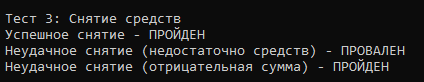 Тест 3: Снятие средств
Успешное снятие - ПРОЙДЕН
Неудачное снятие (недостаточно средств) - ПРОВАЛЕН
Неудачное снятие (отрицательная сумма) - ПРОЙДЕН